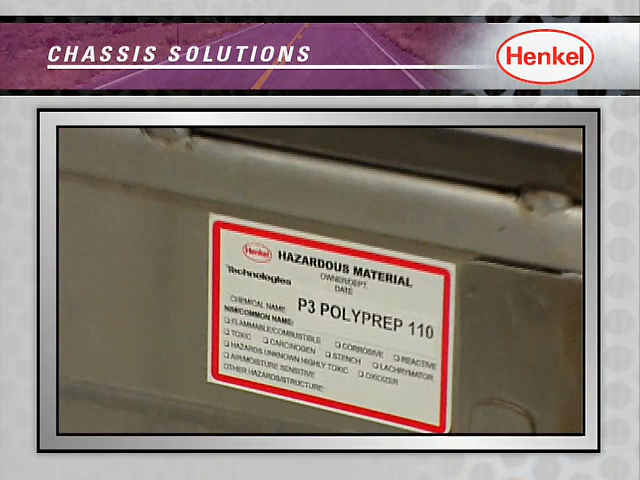 CHASSIS SOLUTIONS
Henkel
Henkel
HAZARDOUS MATERIAL
Technologies
OWNER/DEPT.
DATE
CHEMICAL NAME P3 POLYPREP 110
NIM/COMMON NAME:
☐ FLAMMABLE/COMBUSTIBLE ☐ CORROSIVE ☐ REACTIVE
☐ TOXIC ☐ CARCINOGEN ☐ STENCH ☐ LACHRYMATOR
☐ HAZARDS UNKNOWN HIGHLY TOXIC ☐ OXIDIZER
☐ AIR/MOISTURE SENSITIVE
OTHER HAZARDS/STRUCTURE: